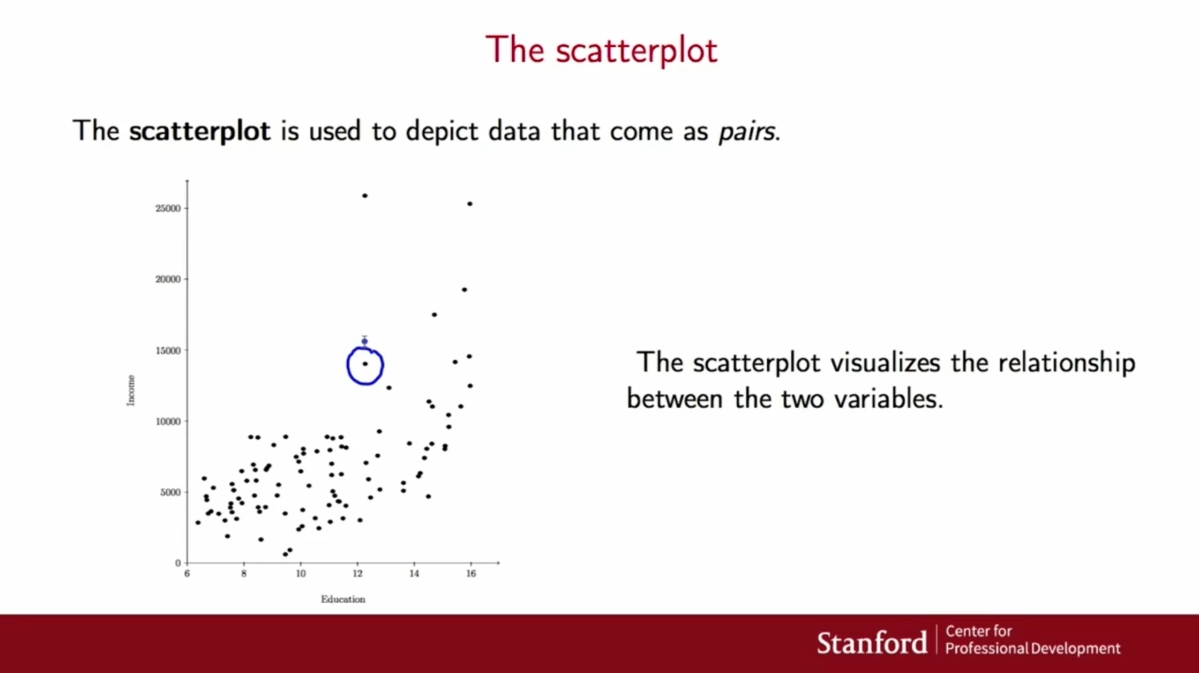 The scatterplot
The scatterplot is used to depict data that come as pairs.
25000
20000
15000
10000
5000
0
6 8 10 12 14 16
Income
Education
The scatterplot visualizes the relationship
between the two variables.
Stanford
Center for
Professional Development